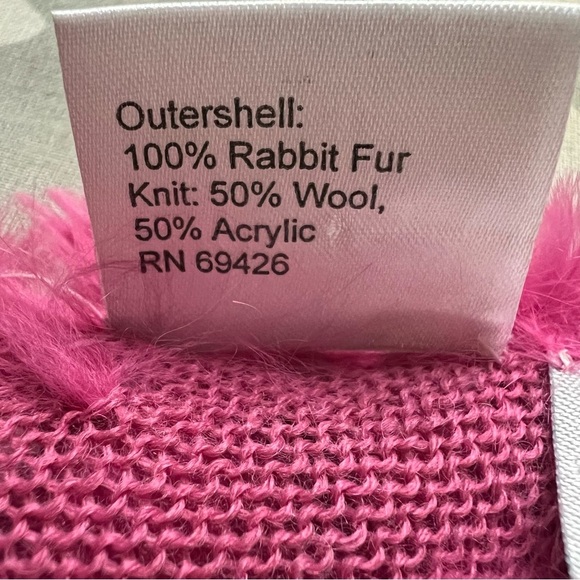 Outershell:
100% Rabbit Fur
Knit: 50% Wool,
50% Acrylic
RN 69426